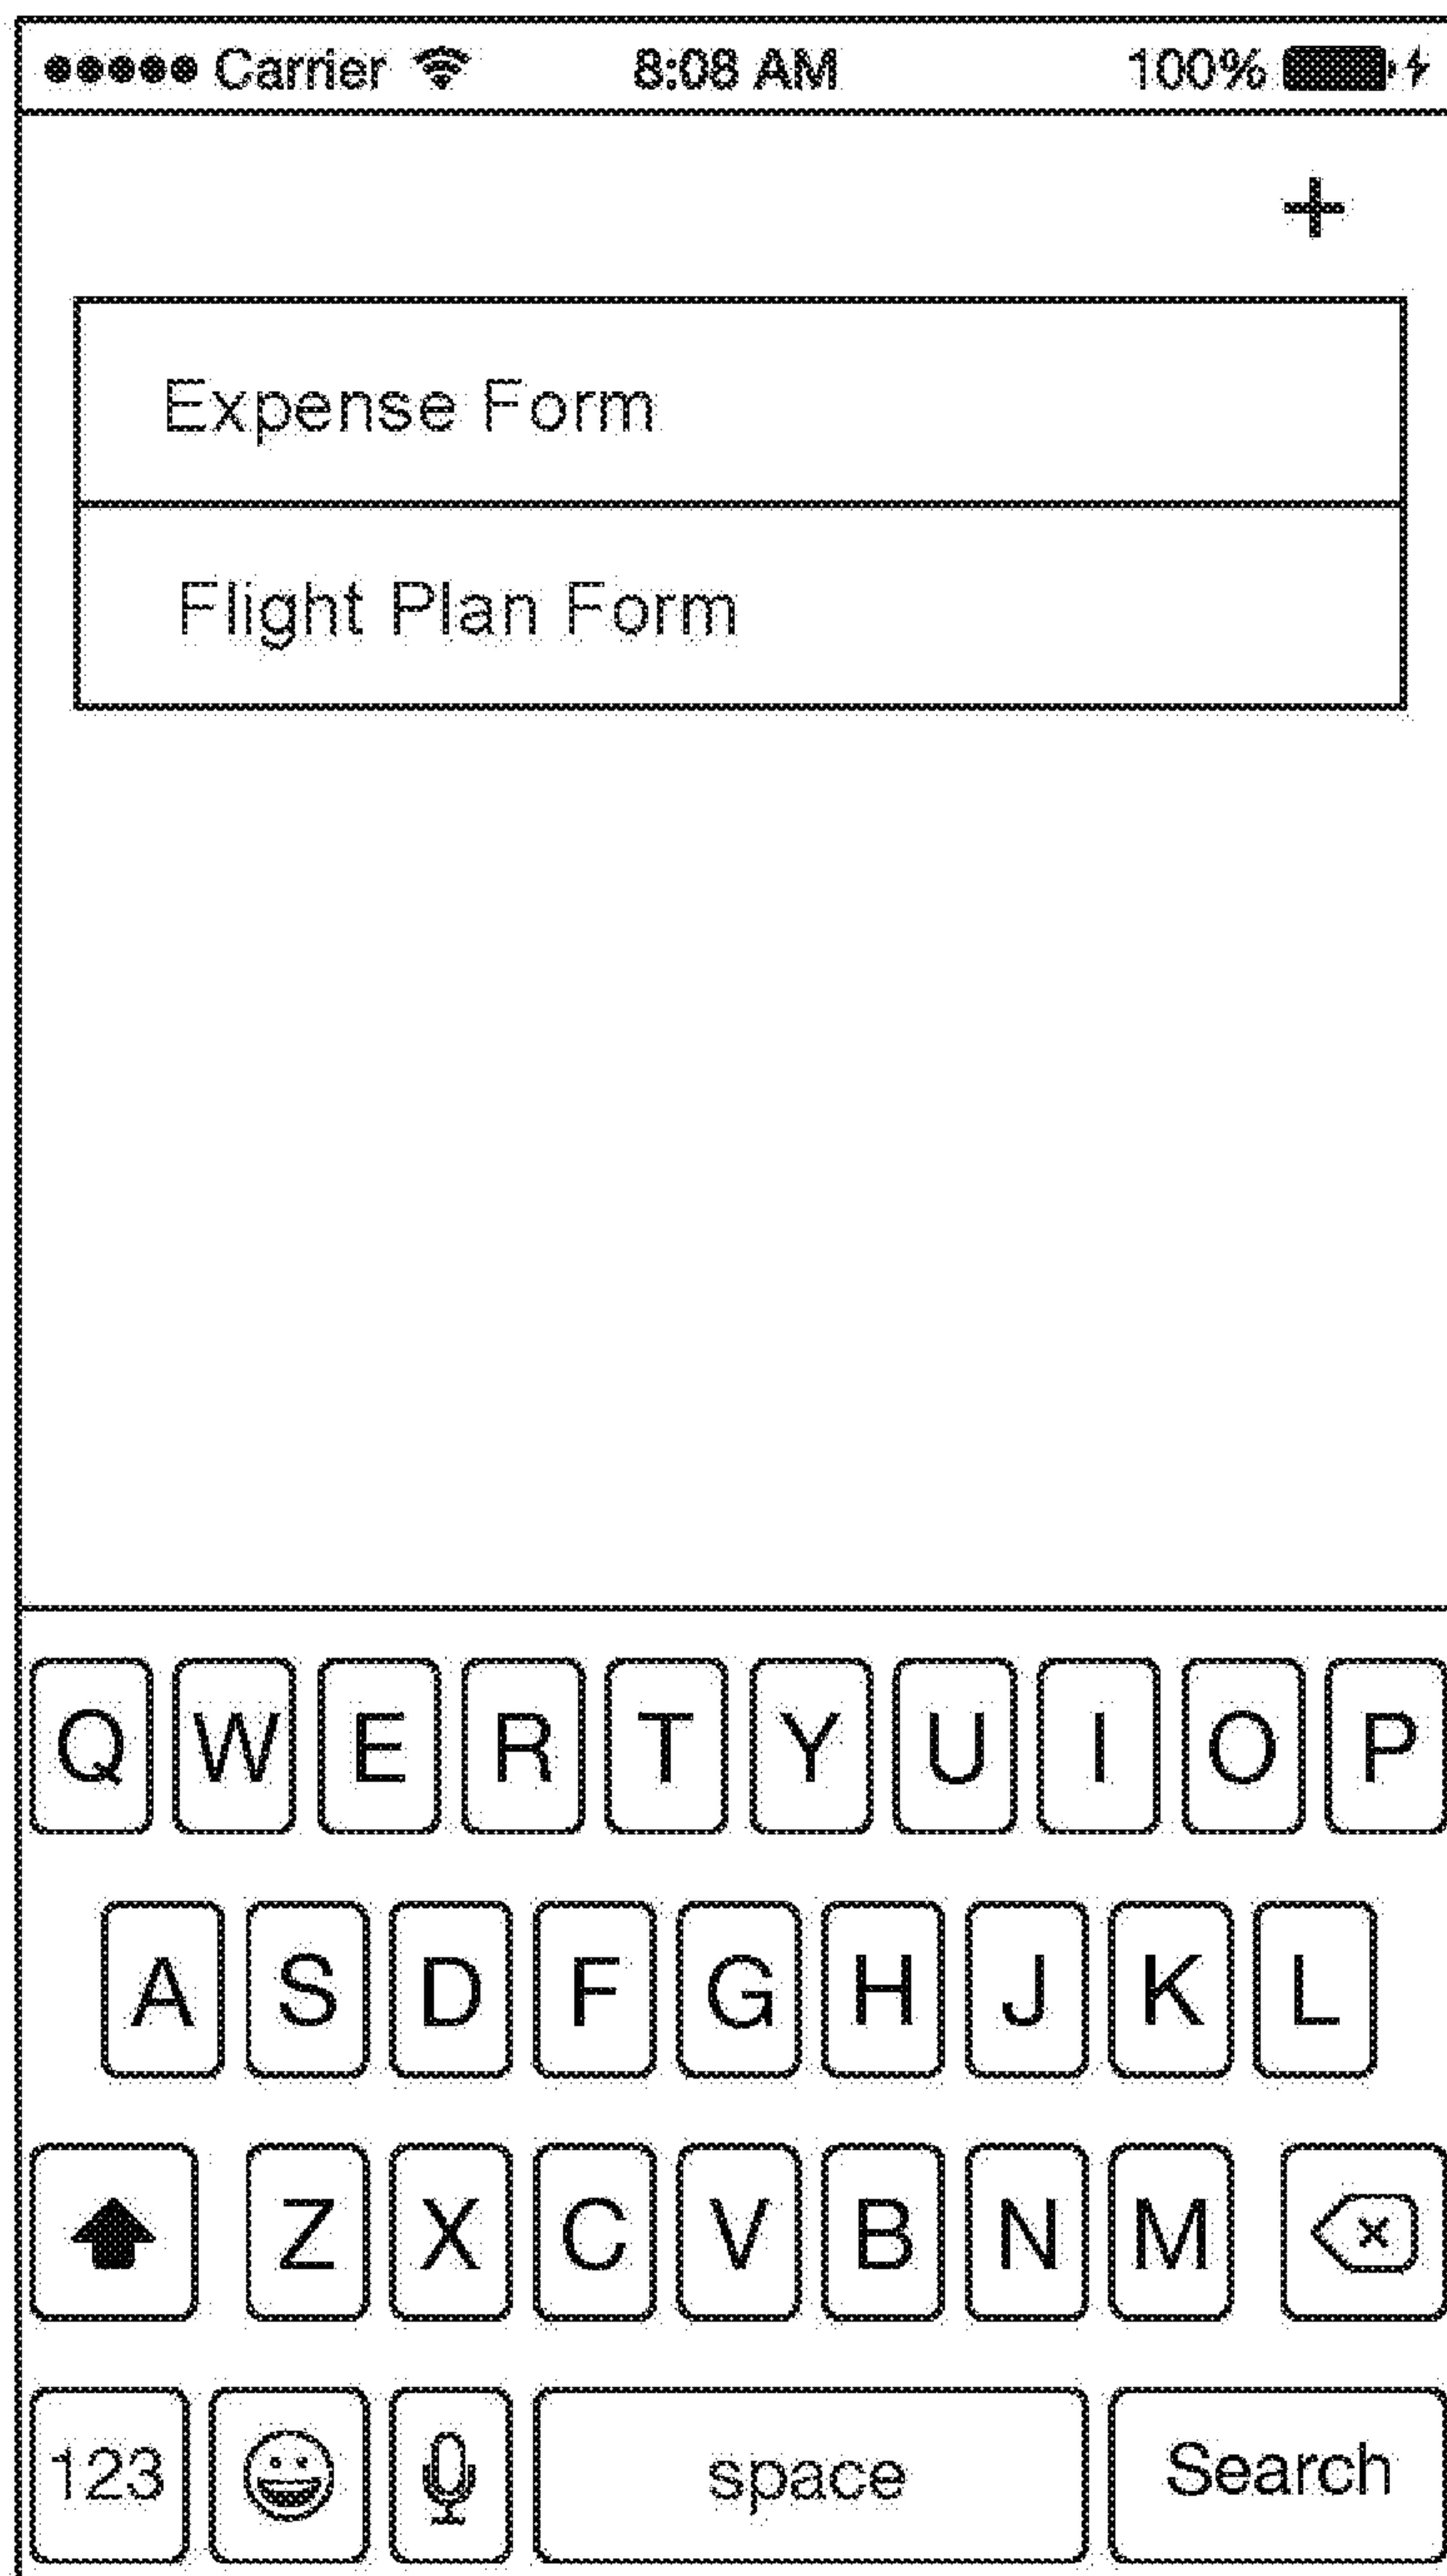 Carrier 8:08 AM 100%
+
Expense Form
Flight Plan Form
Q W E R T Y U I O P
A S D F G H J K L
Z X C V B N M
123 space Search